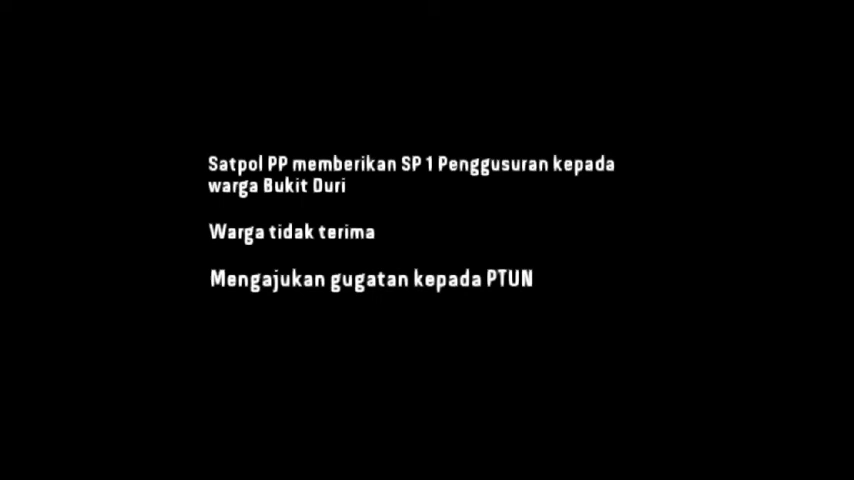 Satpol PP memberikan SP 1 Penggusuran kepada
warga Bukit Duri
Warga tidak terima
Mengajukan gugatan kepada PTUN